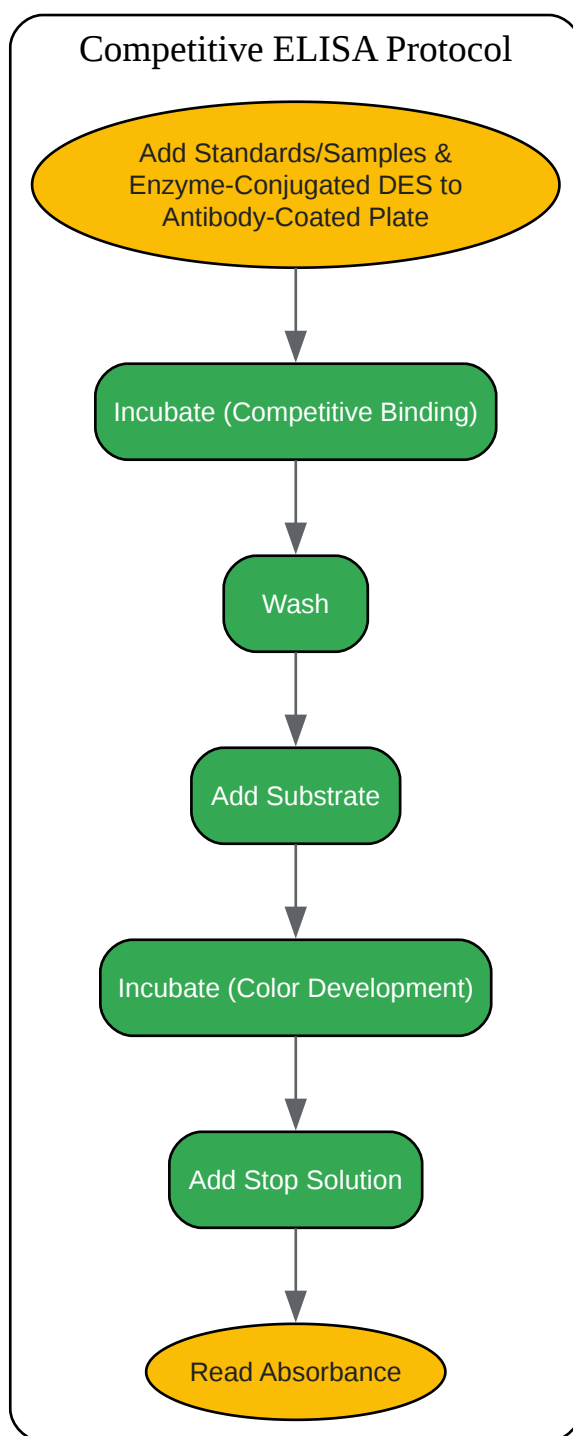 Competitive ELISA Protocol
Add Standards/Samples &
Enzyme-Conjugated DES to
Antibody-Coated Plate
Incubate (Competitive Binding)
Wash
Add Substrate
Incubate (Color Development)
Add Stop Solution
Read Absorbance